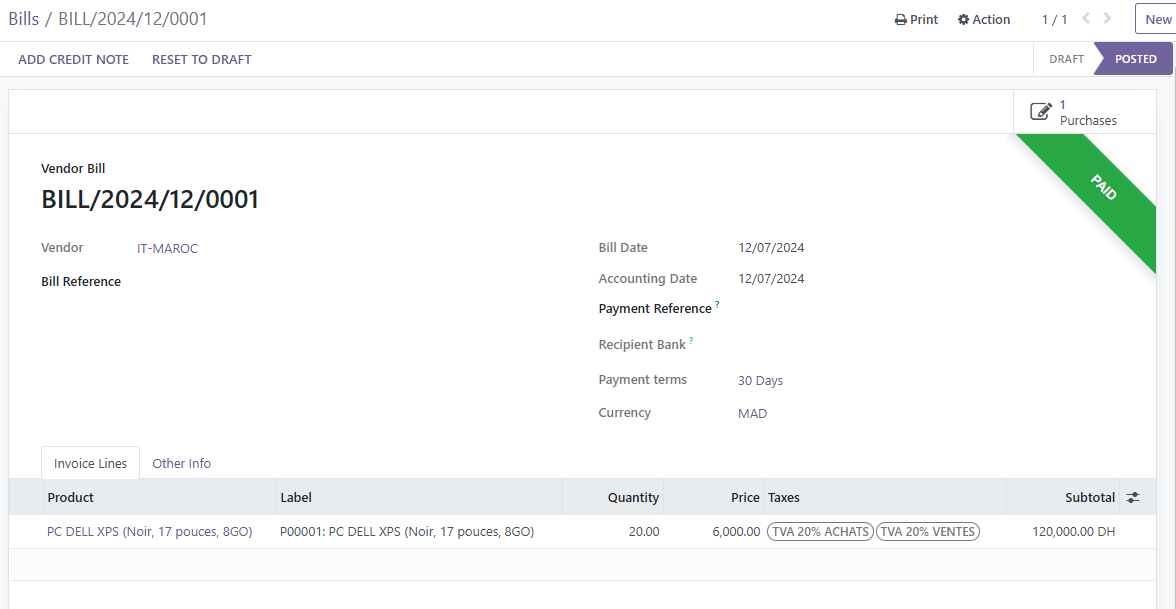 Bills / BILL/2024/12/0001 Print Action 1 / 1 New
ADD CREDIT NOTE RESET TO DRAFT DRAFT POSTED
1
Purchases
PAID
Vendor Bill
BILL/2024/12/0001
Vendor IT-MAROC Bill Date 12/07/2024
Accounting Date 12/07/2024
Bill Reference
Payment Reference ?
Recipient Bank ?
Payment terms 30 Days
Currency MAD
Invoice Lines Other Info
Product Label Quantity Price Taxes Subtotal
PC DELL XPS (Noir, 17 pouces, 8GO) P00001: PC DELL XPS (Noir, 17 pouces, 8GO) 20.00 6,000.00 TVA 20% ACHATS TVA 20% VENTES 120,000.00 DH